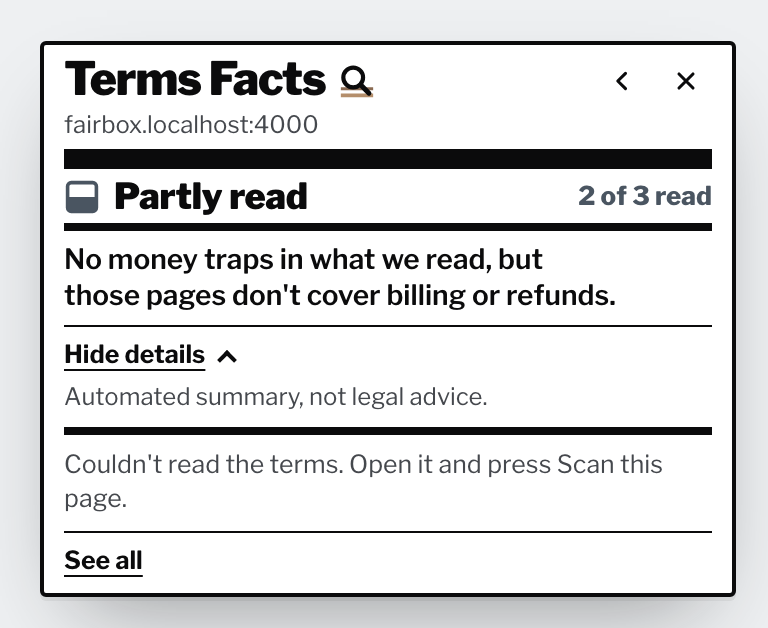 Terms Facts
fairbox.localhost:4000
Partly read
2 of 3 read
No money traps in what we read, but
those pages don't cover billing or refunds.
Hide details
Automated summary, not legal advice.
Couldn't read the terms. Open it and press Scan this
page.
See all